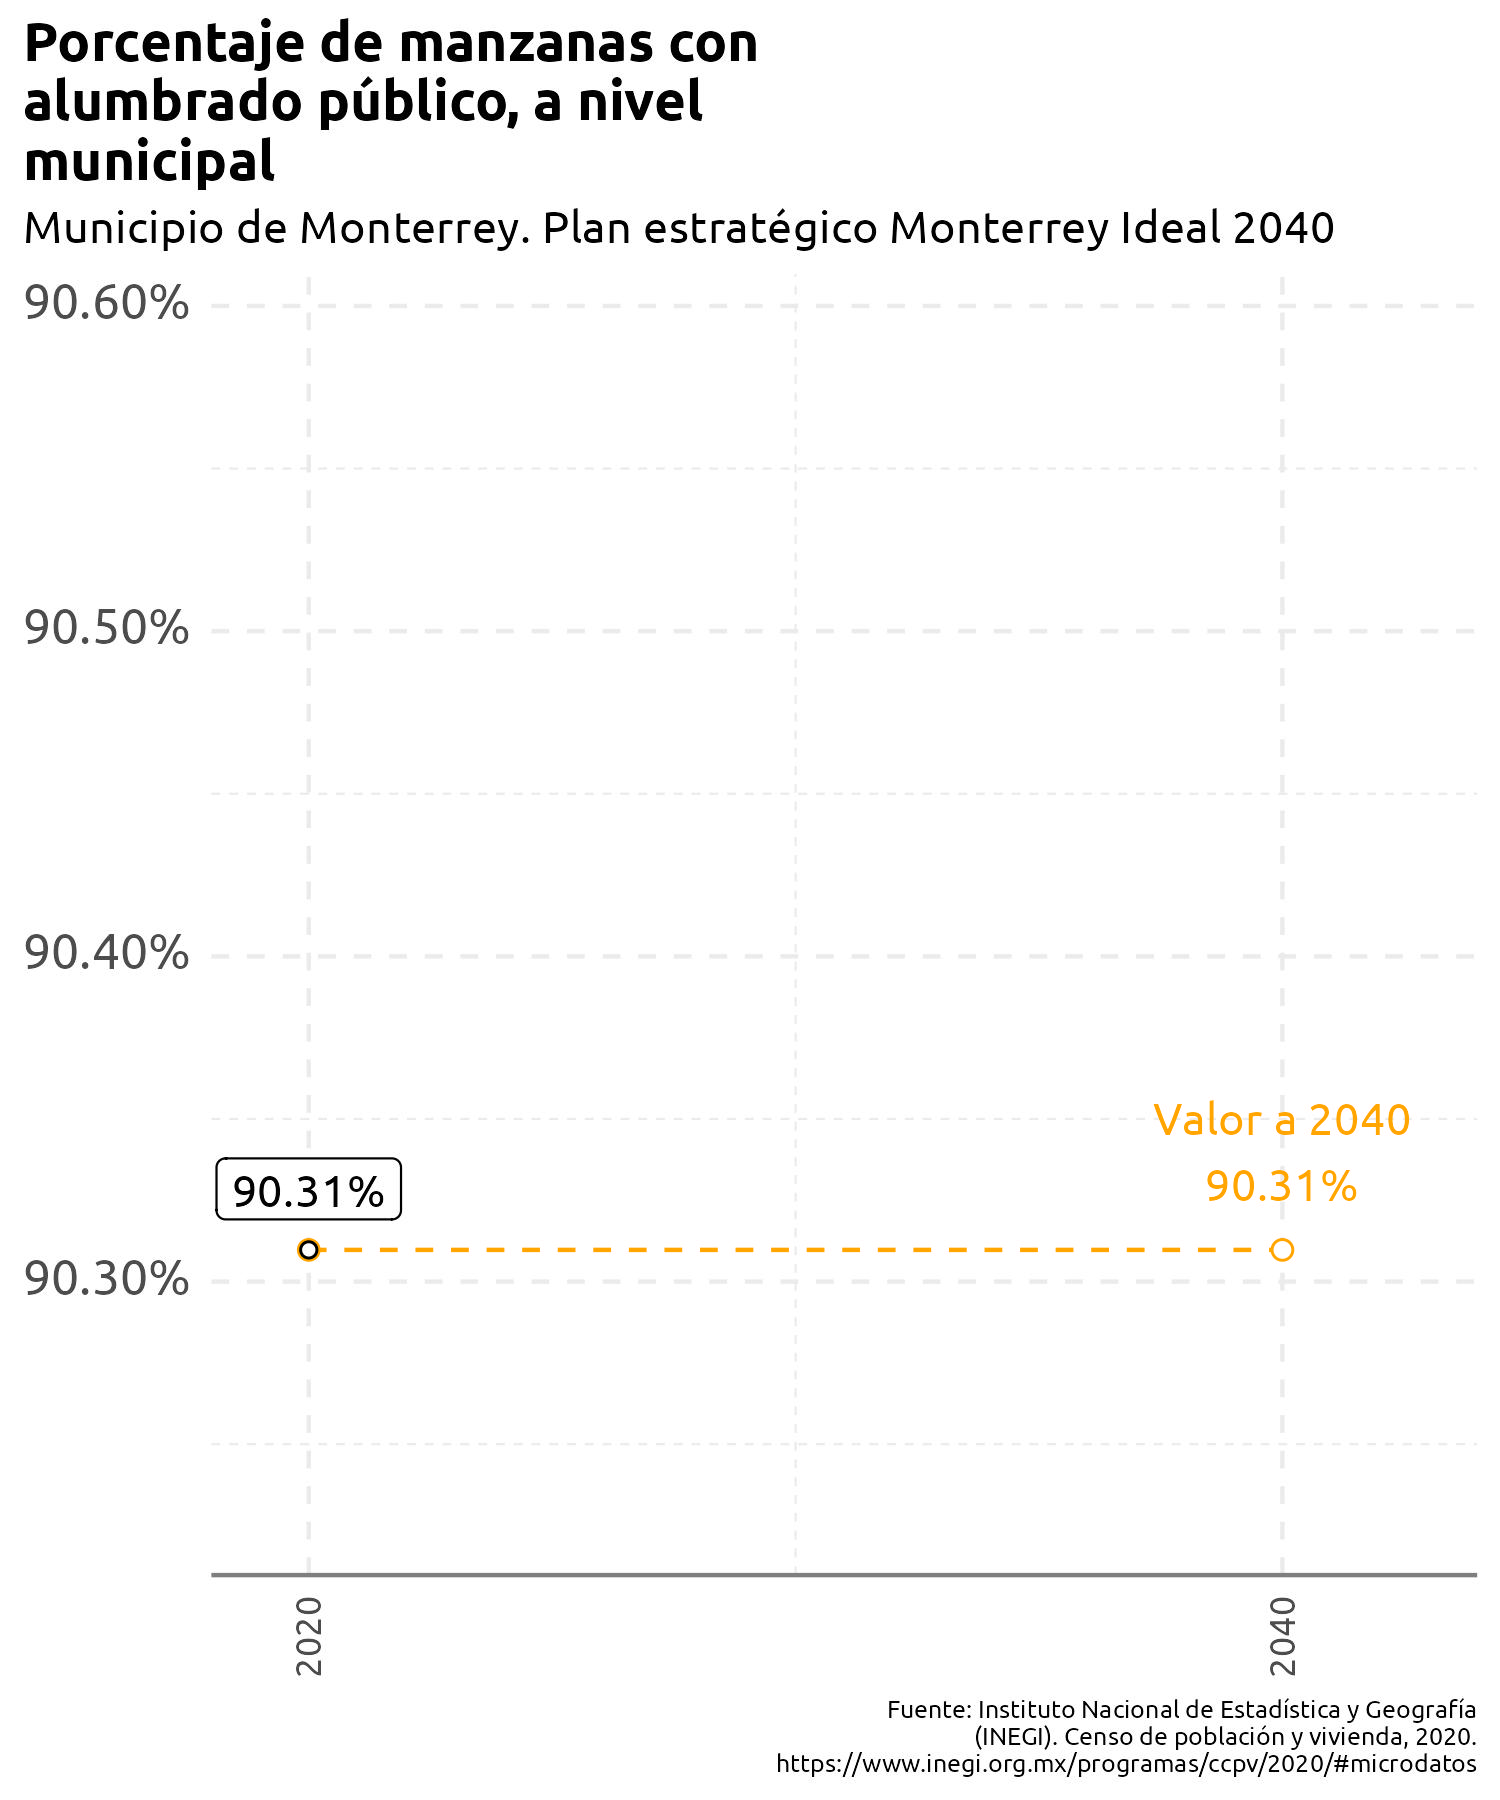 Porcentaje de manzanas con
alumbrado público, a nivel
municipal
Municipio de Monterrey. Plan estratégico Monterrey Ideal 2040
90.60%
90.50%
90.40%
Valor a 2040
90.31%
90.31%
90.30%
2020
2040
Fuente: Instituto Nacional de Estadística y Geografía
(INEGI). Censo de población y vivienda, 2020.
https://www.inegi.org.mx/programas/ccpv/2020/#microdatos